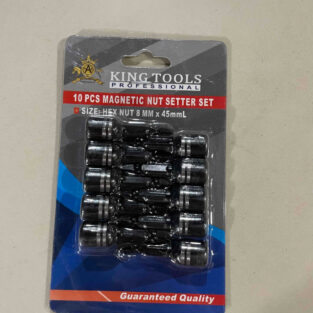 KING TOOLS
PROFESSIONAL
10 PCS MAGNETIC NUT SETTER SET
SIZE: HEX NUT 8 MM x 45mmL
Guaranteed Quality